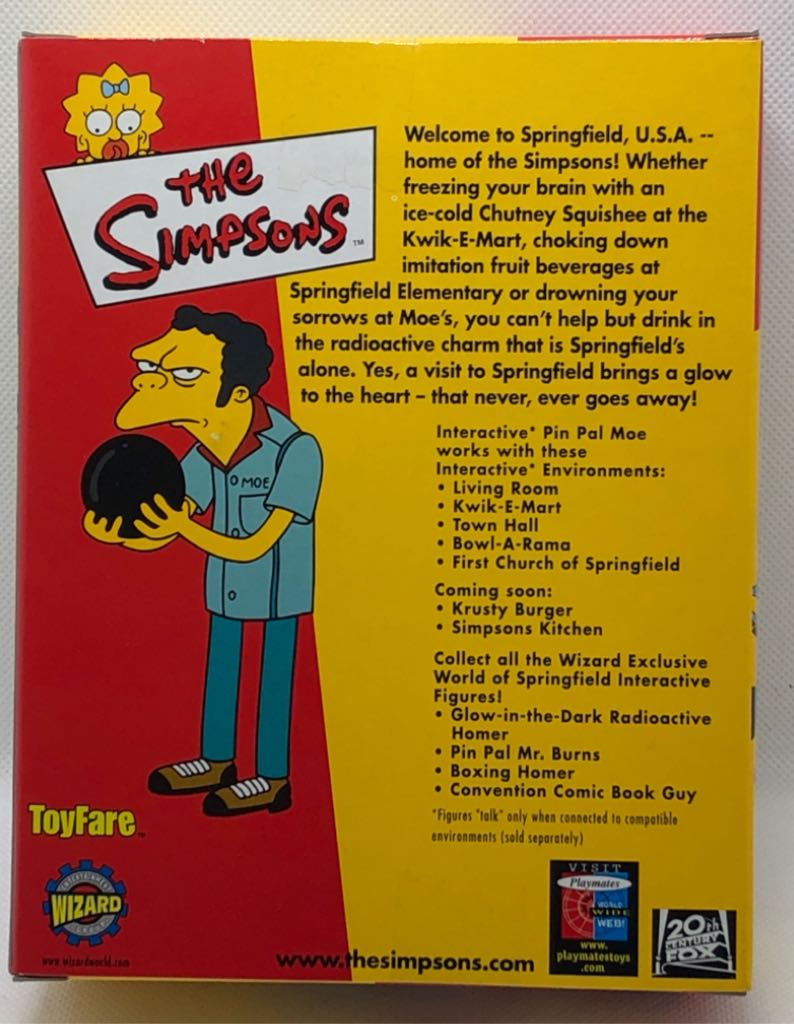 THE
SIMPSONS™
Welcome to Springfield, U.S.A. --
home of the Simpsons! Whether
freezing your brain with an
ice-cold Chutney Squishee at the
Kwik-E-Mart, choking down
imitation fruit beverages at
Springfield Elementary or drowning your
sorrows at Moe's, you can't help but drink in
the radioactive charm that is Springfield's
alone. Yes, a visit to Springfield brings a glow
to the heart – that never, ever goes away!
MOE
Interactive* Pin Pal Moe
works with these
Interactive* Environments:
• Living Room
• Kwik-E-Mart
• Town Hall
• Bowl-A-Rama
• First Church of Springfield
Coming soon:
• Krusty Burger
• Simpsons Kitchen
Collect all the Wizard Exclusive
World of Springfield Interactive
Figures!
• Glow-in-the-Dark Radioactive
Homer
• Pin Pal Mr. Burns
• Boxing Homer
• Convention Comic Book Guy
*Figures "talk" only when connected to compatible
environments (sold separately)
ToyFare™
ENTERTAINMENT
WIZARD
GROUP
www.wizardworld.com
www.thesimpsons.com
VISIT
Playmates
WORLD
WIDE
WEB!
www.
playmatestoys
.com
20th
CENTURY
FOX